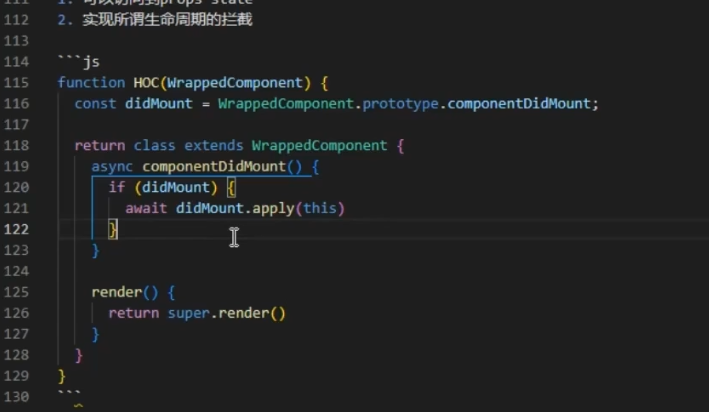 111 1. 可以访问到props state
112 2. 实现所谓生命周期的拦截
113
114 ```js
115 function HOC(WrappedComponent) {
116 const didMount = WrappedComponent.prototype.componentDidMount;
117
118 return class extends WrappedComponent {
119 async componentDidMount() {
120 if (didMount) {
121 await didMount.apply(this)
122 }
123 }
124
125 render() {
126 return super.render()
127 }
128 }
129 }
130 ```